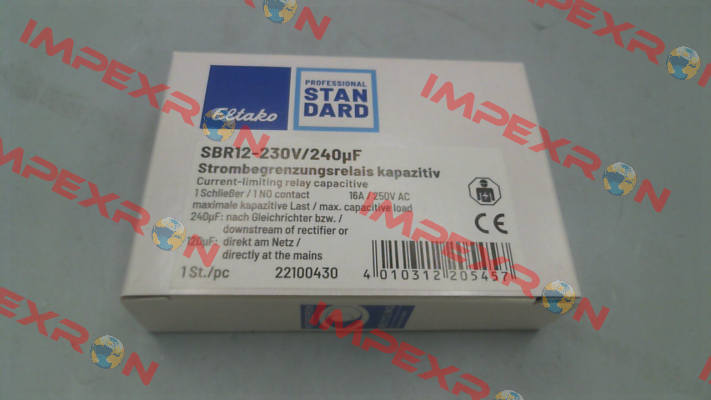 IMPEXRON
IMPEXRON
IMPEXRON
IMPEXRON
IMPEXRON
Eltako
PROFESSIONAL
STAN
DARD
SBR12-230V/240µF
Strombegrenzungsrelais kapazitiv
Current-limiting relay capacitive
1 Schließer / 1 NO contact 16A / 250V AC
maximale kapazitive Last / max. capacitive load
240µF: nach Gleichrichter bzw. /
downstream of rectifier or
120µF: direkt am Netz /
directly at the mains
1 St./pc 22100430
CE
4 010312 205457